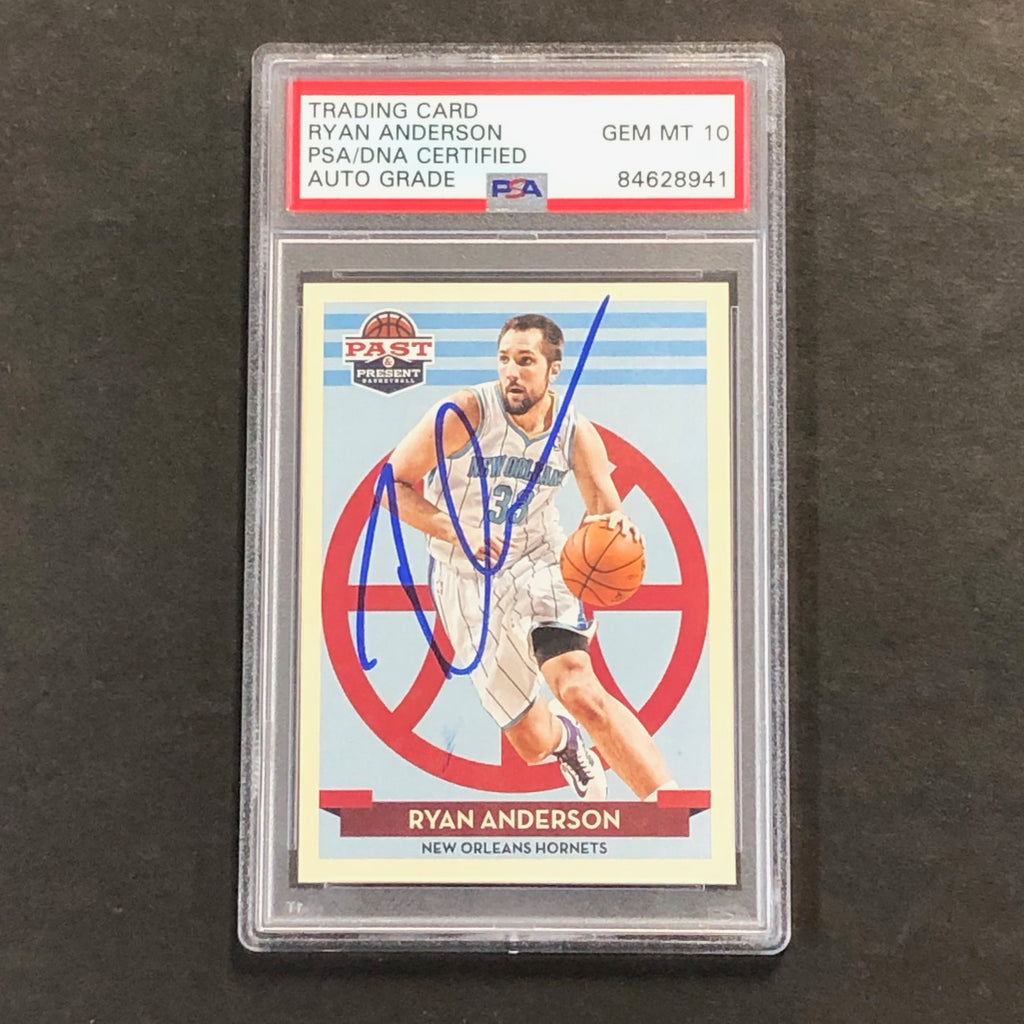 TRADING CARD
RYAN ANDERSON GEM MT 10
PSA/DNA CERTIFIED
AUTO GRADE PSA 84628941
PAST
&
PRESENT
BASKETBALL
NEW ORLEANS
33
RYAN ANDERSON
NEW ORLEANS HORNETS